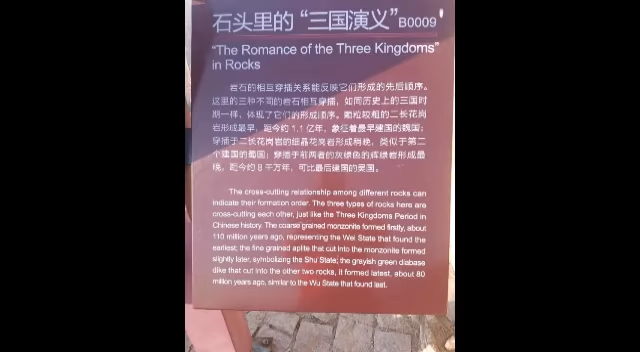 石头里的“三国演义”B0009
“The Romance of the Three Kingdoms”
in Rocks
岩石的相互穿插关系能反映它们形成的先后顺序。
这里的三种不同的岩石相互穿插，如同历史上的三国时
期一样，体现了它们的形成顺序。颗粒较粗的二长花岗
岩形成最早，距今约 1.1 亿年，象征着最早建国的魏国；
穿插于二长花岗岩的细晶花岗岩形成稍晚，类似于第二
个建国的蜀国；穿插于前两者的灰绿色的辉绿岩形成最
晚，距今约 8 千万年，可比最后建国的吴国。
The cross-cutting relationship among different rocks can
indicate their formation order. The three types of rocks here are
cross-cutting each other, just like the Three Kingdoms Period in
Chinese history. The coarse grained monzonite formed firstly, about
110 million years ago, representing the Wei State that found the
earliest; the fine grained aplite that cut into the monzonite formed
slightly later, symbolizing the Shu State; the grayish green diabase
dike that cut into the other two rocks, it formed latest, about 80
million years ago, similar to the Wu State that found last.